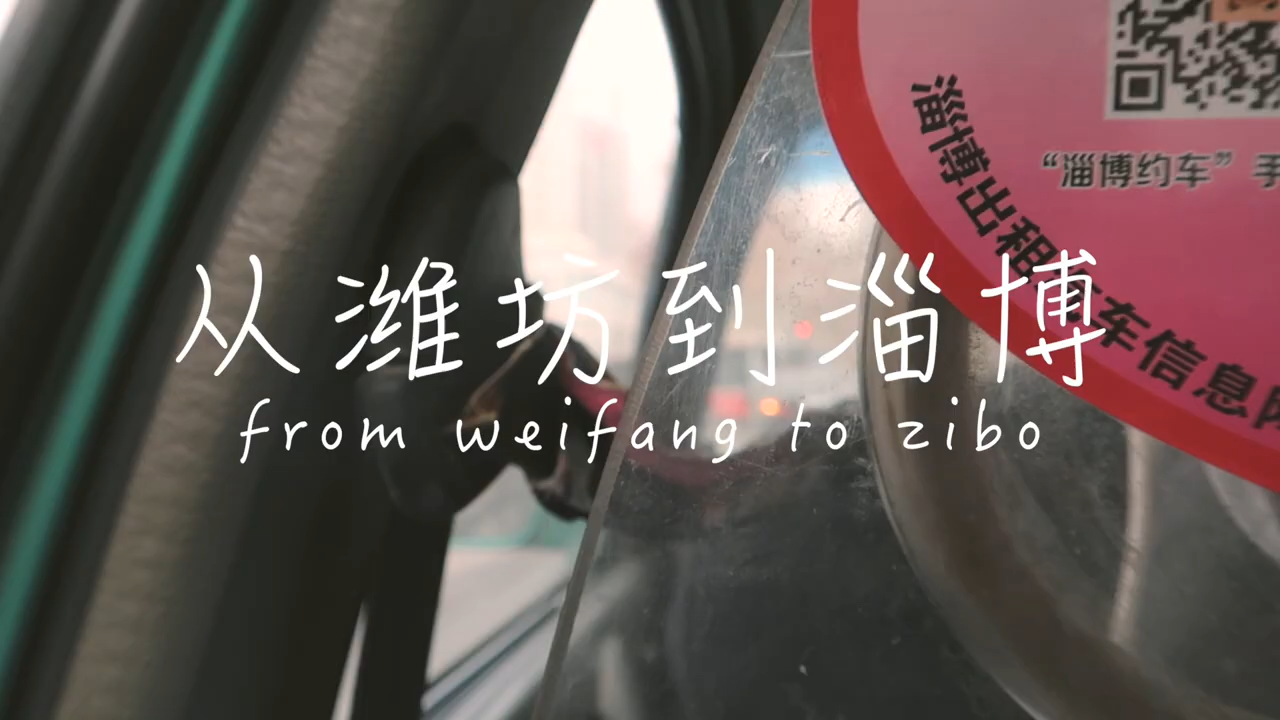 "淄博约车" 手
淄博出租汽车信息
从潍坊到淄博
from weifang to zibo